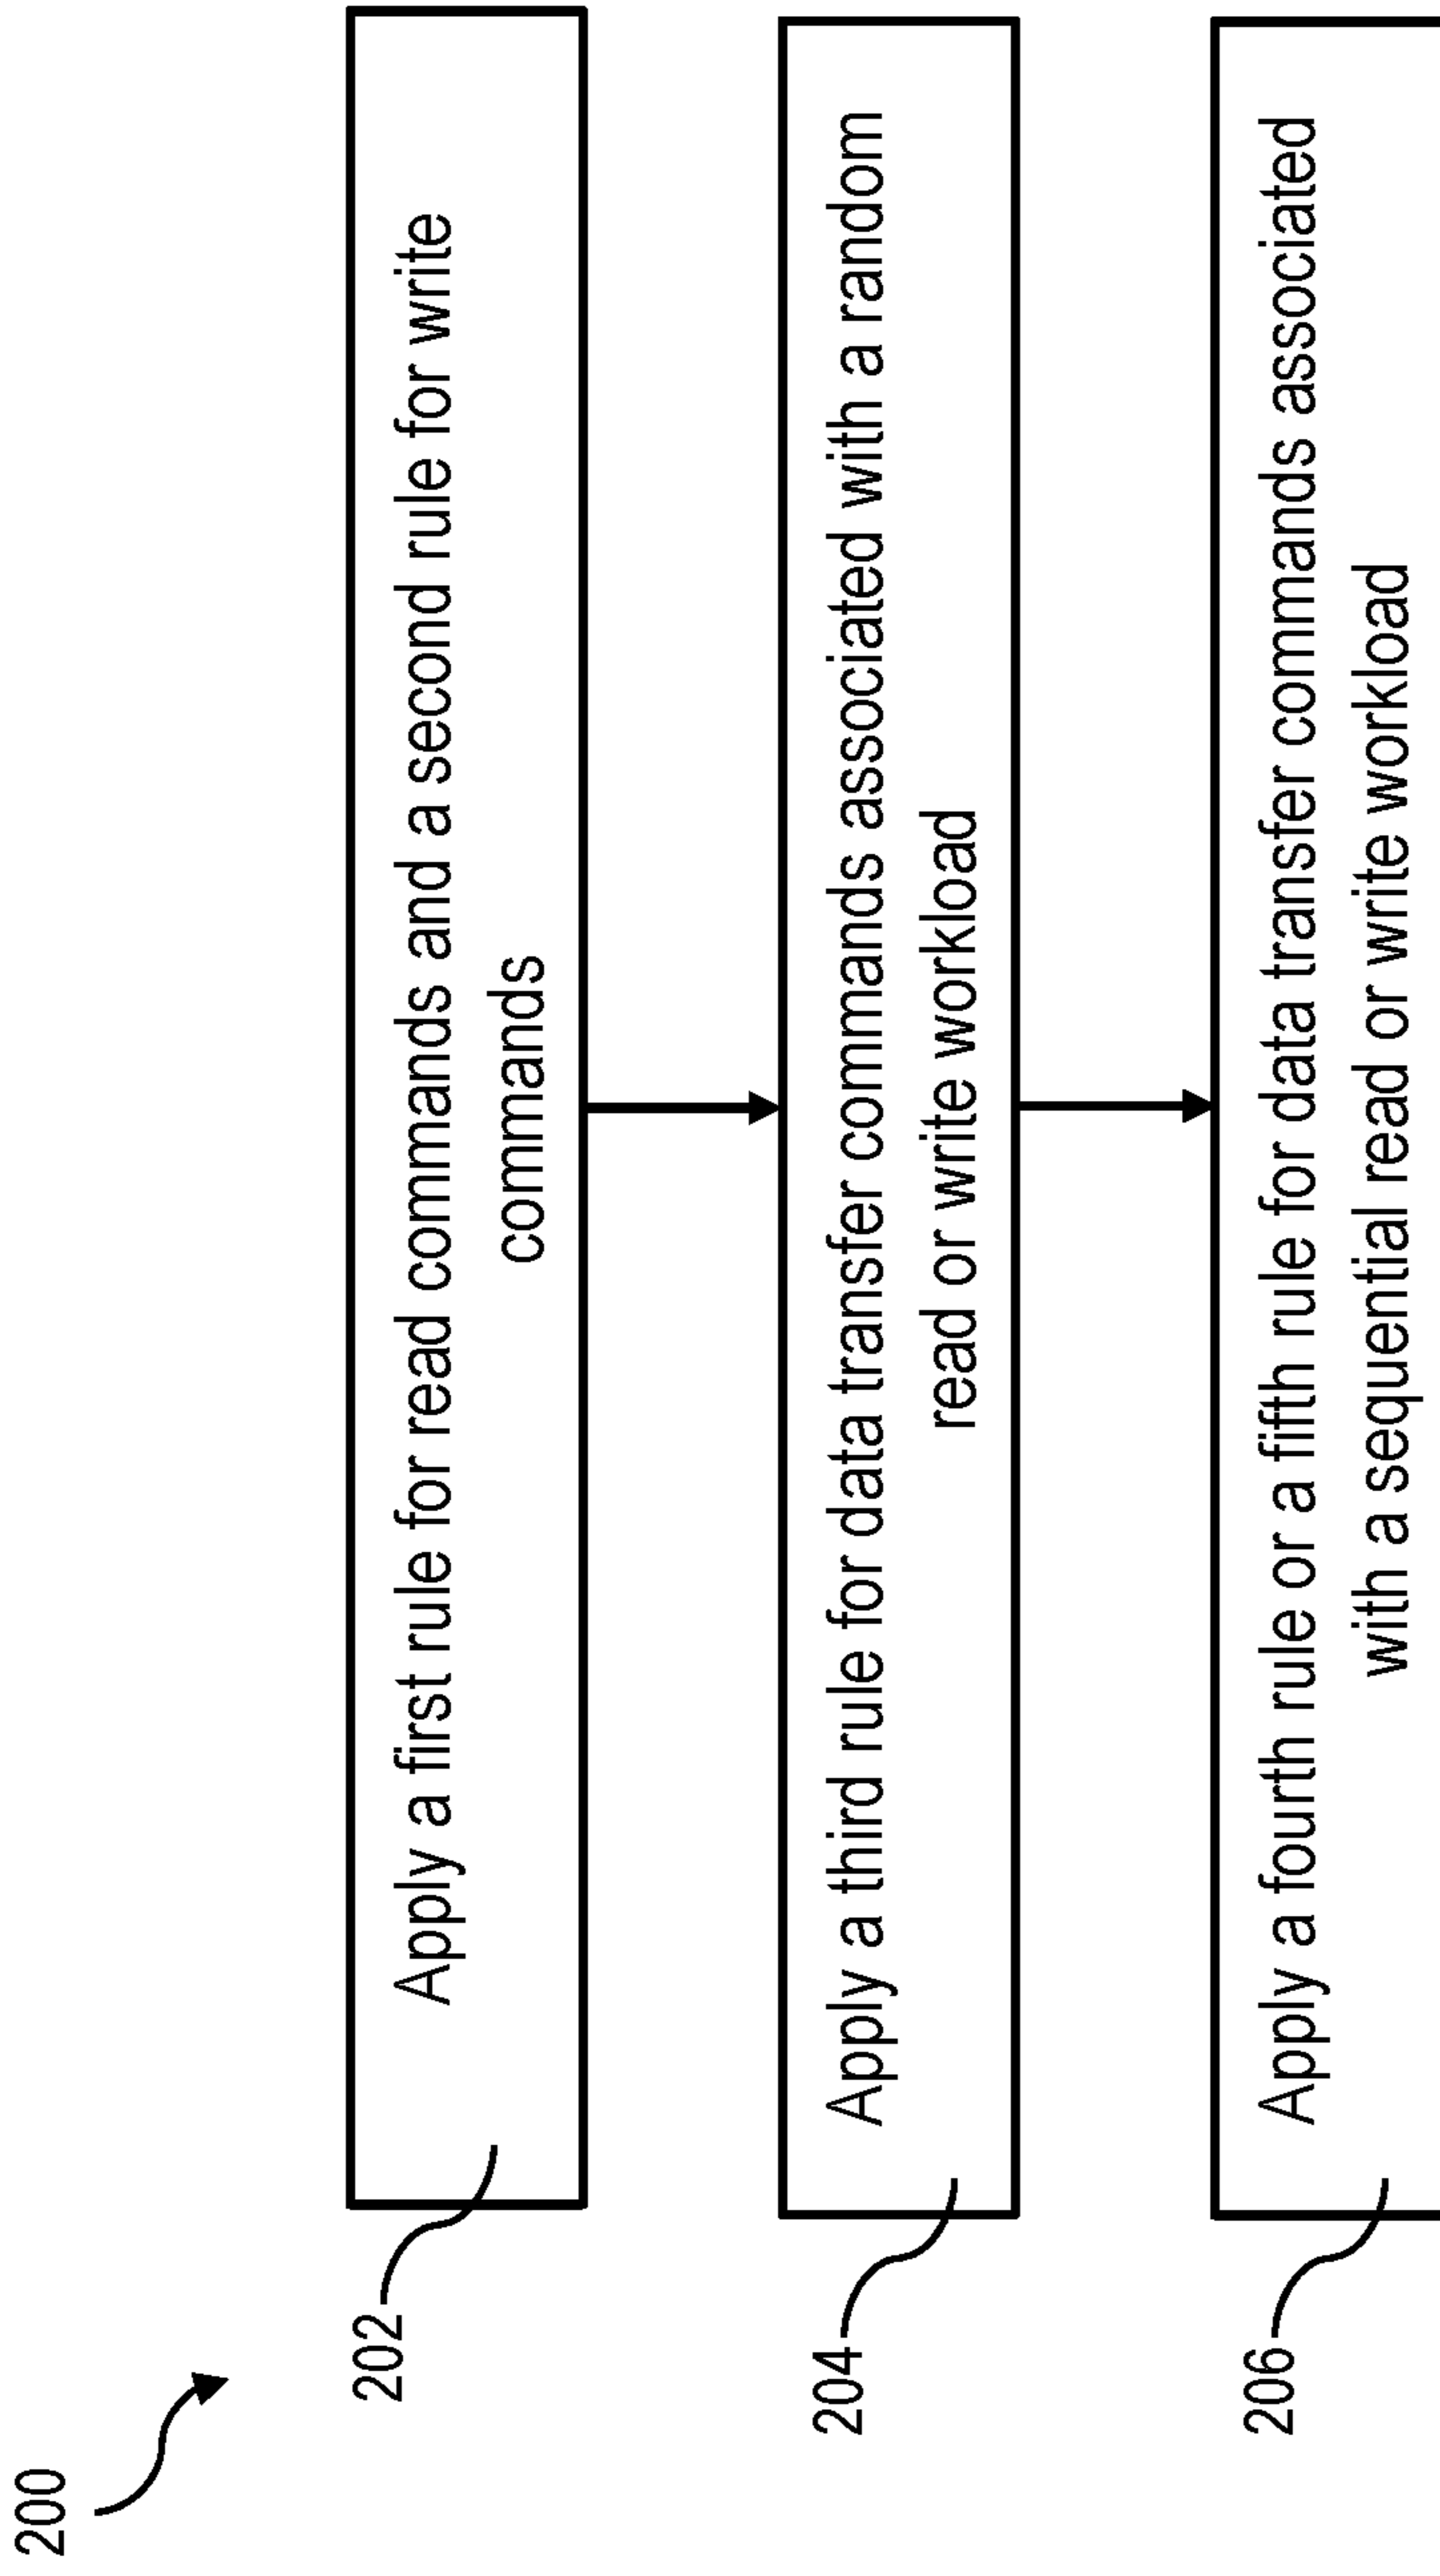 200
202
Apply a first rule for read commands and a second rule for write
commands
204
Apply a third rule for data transfer commands associated with a random
read or write workload
206
Apply a fourth rule or a fifth rule for data transfer commands associated
with a sequential read or write workload